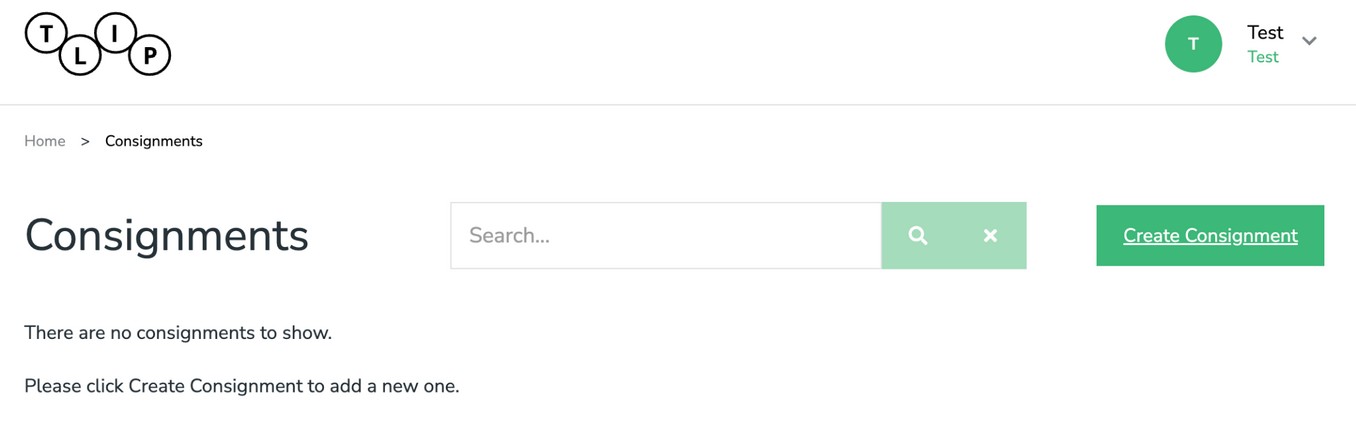 TLIP
T
Test
Test
Home > Consignments
Consignments
Search...
Create Consignment
There are no consignments to show.
Please click Create Consignment to add a new one.